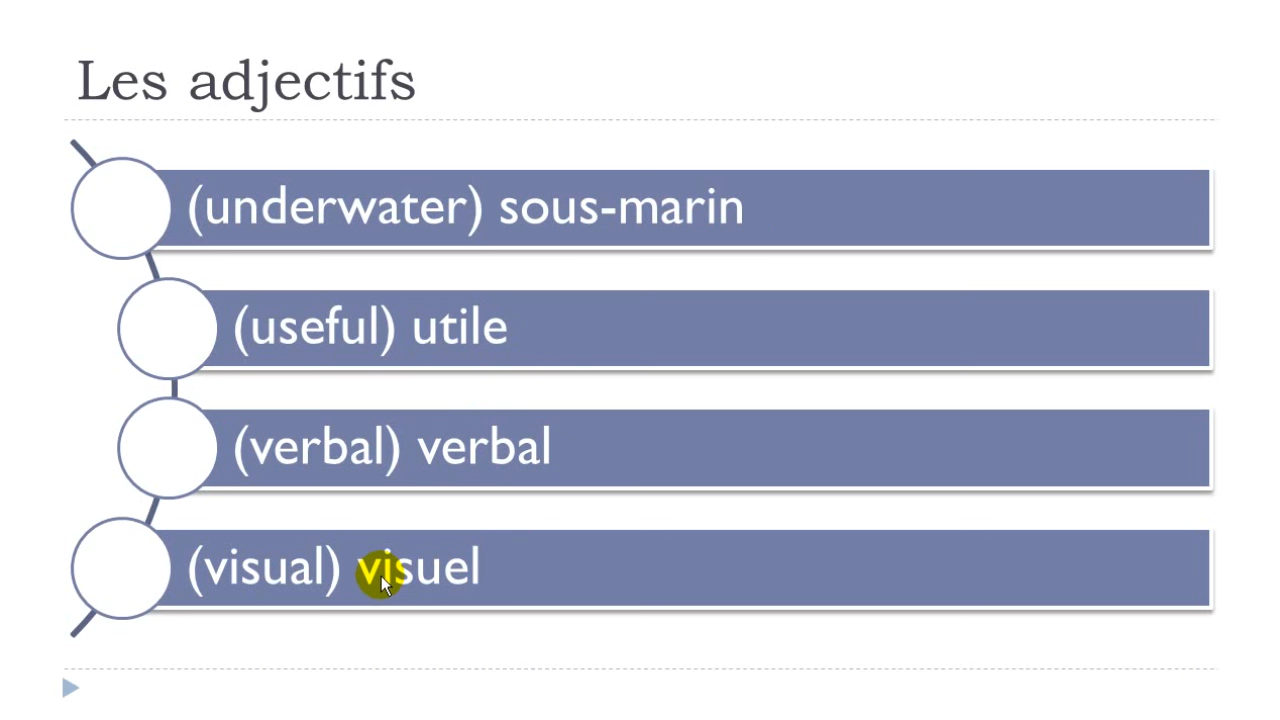 Les adjectifs
(underwater) sous-marin
(useful) utile
(verbal) verbal
(visual) visuel